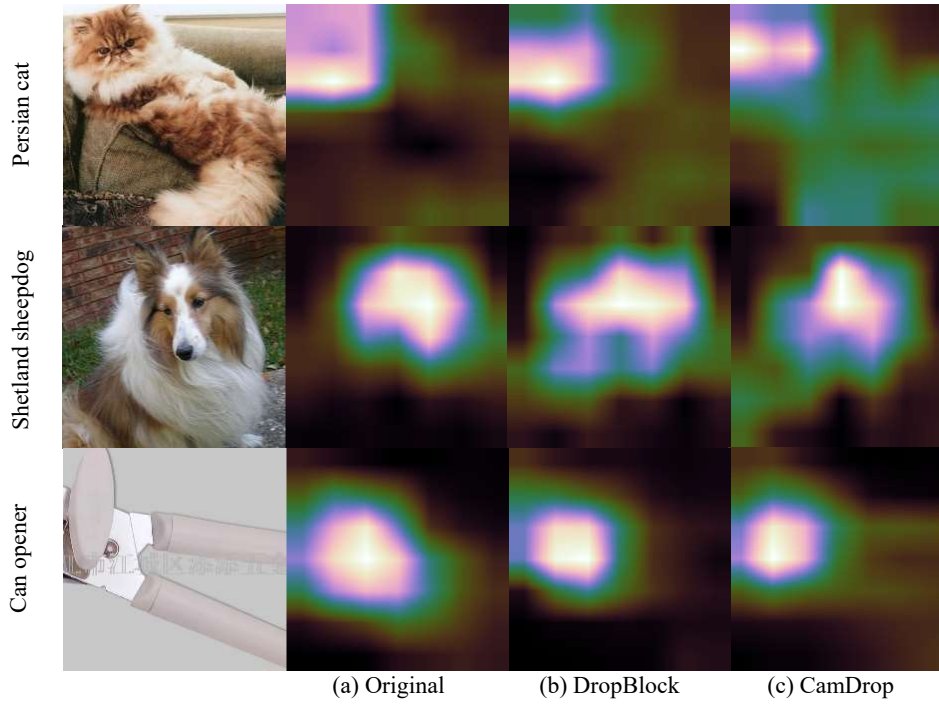 Persian cat
Shetland sheepdog
Can opener
(a) Original
(b) DropBlock
(c) CamDrop